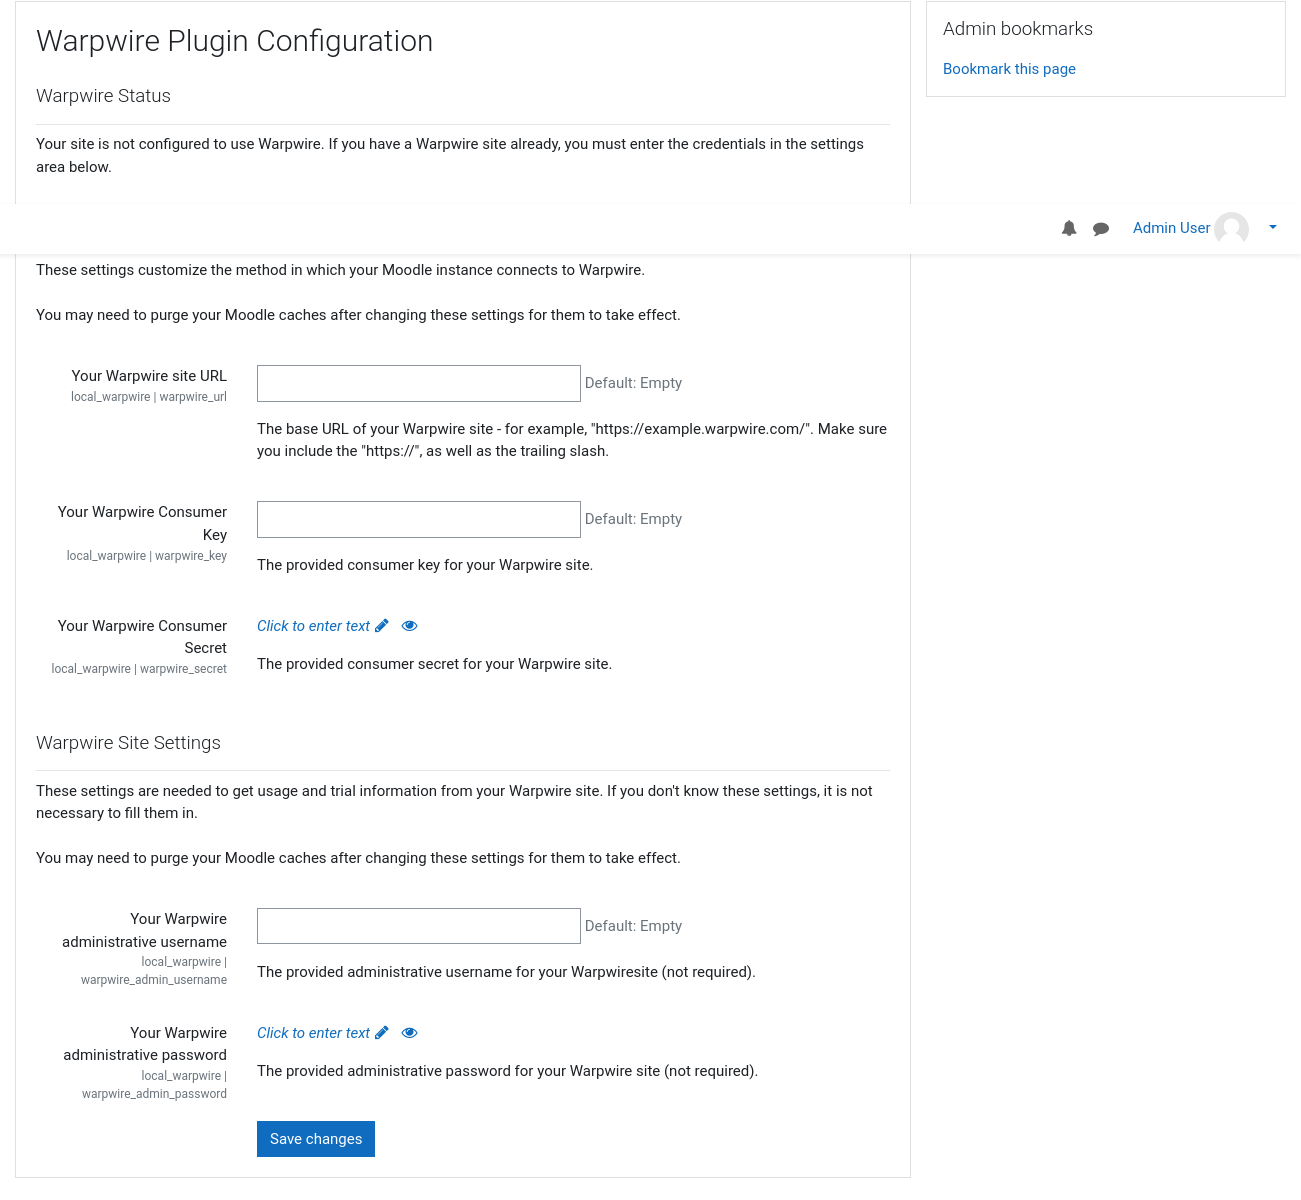 Warpwire Plugin Configuration
Warpwire Status
Your site is not configured to use Warpwire. If you have a Warpwire site already, you must enter the credentials in the settings
area below.
Admin bookmarks
Bookmark this page
Admin User
These settings customize the method in which your Moodle instance connects to Warpwire.
You may need to purge your Moodle caches after changing these settings for them to take effect.
Your Warpwire site URL
local_warpwire | warpwire_url
Default: Empty
The base URL of your Warpwire site - for example, "https://example.warpwire.com/". Make sure
you include the "https://", as well as the trailing slash.
Your Warpwire Consumer
Key
local_warpwire | warpwire_key
Default: Empty
The provided consumer key for your Warpwire site.
Your Warpwire Consumer
Secret
local_warpwire | warpwire_secret
Click to enter text
The provided consumer secret for your Warpwire site.
Warpwire Site Settings
These settings are needed to get usage and trial information from your Warpwire site. If you don't know these settings, it is not
necessary to fill them in.
You may need to purge your Moodle caches after changing these settings for them to take effect.
Your Warpwire
administrative username
local_warpwire |
warpwire_admin_username
Default: Empty
The provided administrative username for your Warpwiresite (not required).
Your Warpwire
administrative password
local_warpwire |
warpwire_admin_password
Click to enter text
The provided administrative password for your Warpwire site (not required).
Save changes